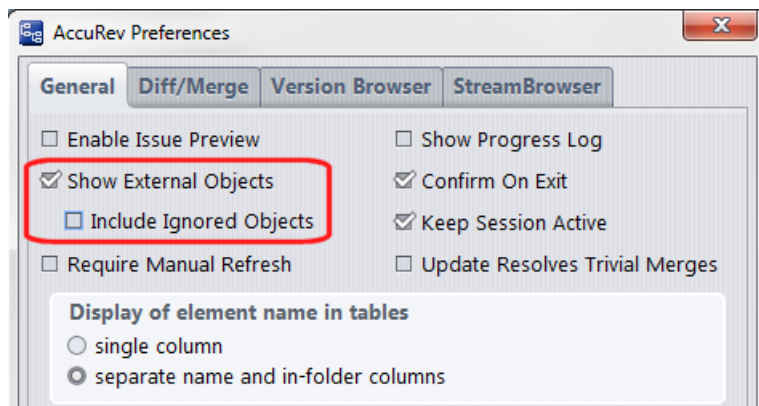 AccuRev Preferences
General Diff/Merge Version Browser StreamBrowser
Enable Issue Preview Show Progress Log
Show External Objects Confirm On Exit
Include Ignored Objects Keep Session Active
Require Manual Refresh Update Resolves Trivial Merges
Display of element name in tables
single column
separate name and in-folder columns